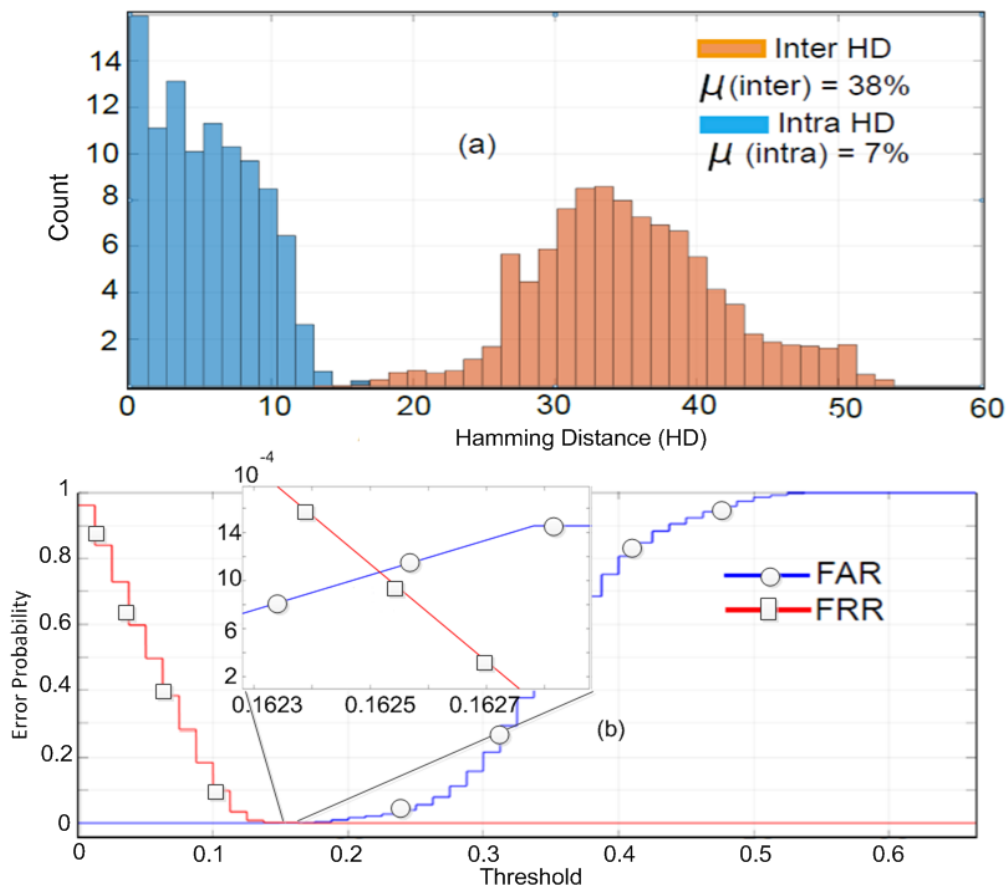 14
12
10
8
6
4
2
Count
(a)
Inter HD
μ (inter) = 38%
Intra HD
μ (intra) = 7%
0 10 20 30 40 50 60
Hamming Distance (HD)
10 -4
14
10
6
2
0.1623 0.1625 0.1627
1
0.8
0.6
0.4
0.2
0
Error Probability
FAR
FRR
(b)
0 0.1 0.2 0.3 0.4 0.5 0.6
Threshold